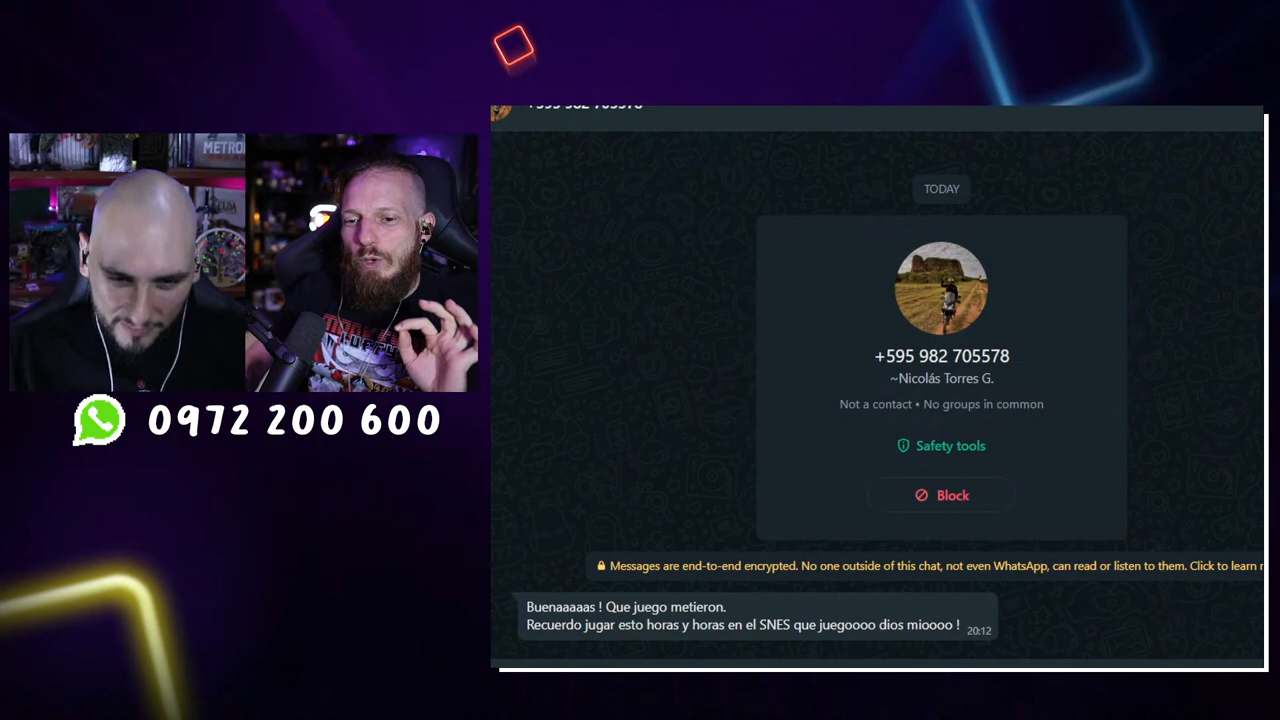 METRO
ZELDA
0972 200 600
TODAY
+595 982 705578
~Nicolás Torres G.
Not a contact • No groups in common
Safety tools
Block
Messages are end-to-end encrypted. No one outside of this chat, not even WhatsApp, can read or listen to them. Click to learn
Buenaaaaas ! Que juego metieron.
Recuerdo jugar esto horas y horas en el SNES que juegoooo dios mioooo !
20:12